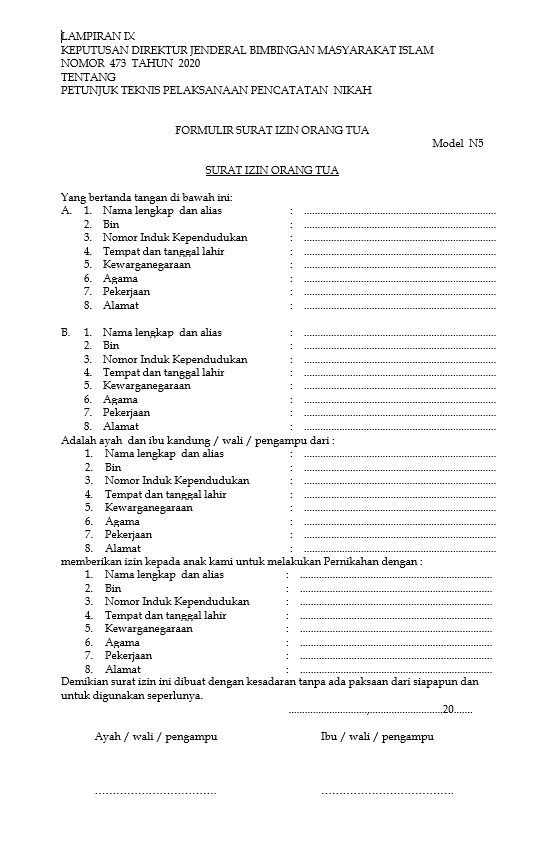 LAMPIRAN IX
KEPUTUSAN DIREKTUR JENDERAL BIMBINGAN MASYARAKAT ISLAM
NOMOR 473 TAHUN 2020
TENTANG
PETUNJUK TEKNIS PELAKSANAAN PENCATATAN NIKAH
FORMULIR SURAT IZIN ORANG TUA
Model N5
SURAT IZIN ORANG TUA
Yang bertanda tangan di bawah ini:
A. 1. Nama lengkap dan alias : ................................................................
2. Bin : ................................................................
3. Nomor Induk Kependudukan : ................................................................
4. Tempat dan tanggal lahir : ................................................................
5. Kewarganegaraan : ................................................................
6. Agama : ................................................................
7. Pekerjaan : ................................................................
8. Alamat : ................................................................
B. 1. Nama lengkap dan alias : ................................................................
2. Bin : ................................................................
3. Nomor Induk Kependudukan : ................................................................
4. Tempat dan tanggal lahir : ................................................................
5. Kewarganegaraan : ................................................................
6. Agama : ................................................................
7. Pekerjaan : ................................................................
8. Alamat : ................................................................
Adalah ayah dan ibu kandung / wali / pengampu dari :
1. Nama lengkap dan alias : ................................................................
2. Bin : ................................................................
3. Nomor Induk Kependudukan : ................................................................
4. Tempat dan tanggal lahir : ................................................................
5. Kewarganegaraan : ................................................................
6. Agama : ................................................................
7. Pekerjaan : ................................................................
8. Alamat : ................................................................
memberikan izin kepada anak kami untuk melakukan Pernikahan dengan :
1. Nama lengkap dan alias : ................................................................
2. Bin : ................................................................
3. Nomor Induk Kependudukan : ................................................................
4. Tempat dan tanggal lahir : ................................................................
5. Kewarganegaraan : ................................................................
6. Agama : ................................................................
7. Pekerjaan : ................................................................
8. Alamat : ................................................................
Demikian surat izin ini dibuat dengan kesadaran tanpa ada paksaan dari siapapun dan
untuk digunakan seperlunya.
..........................,...........................20.......
Ayah / wali / pengampu Ibu / wali / pengampu
................................. ....................................